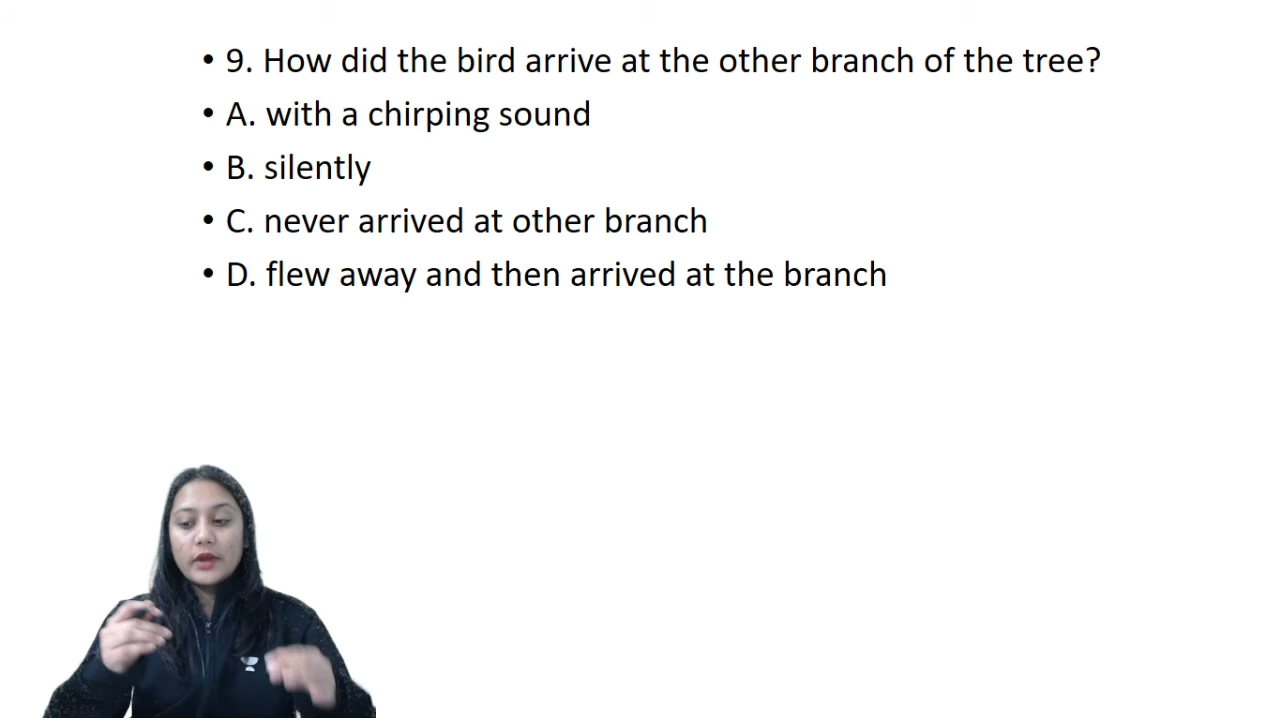 • 9. How did the bird arrive at the other branch of the tree?
• A. with a chirping sound
• B. silently
• C. never arrived at other branch
• D. flew away and then arrived at the branch